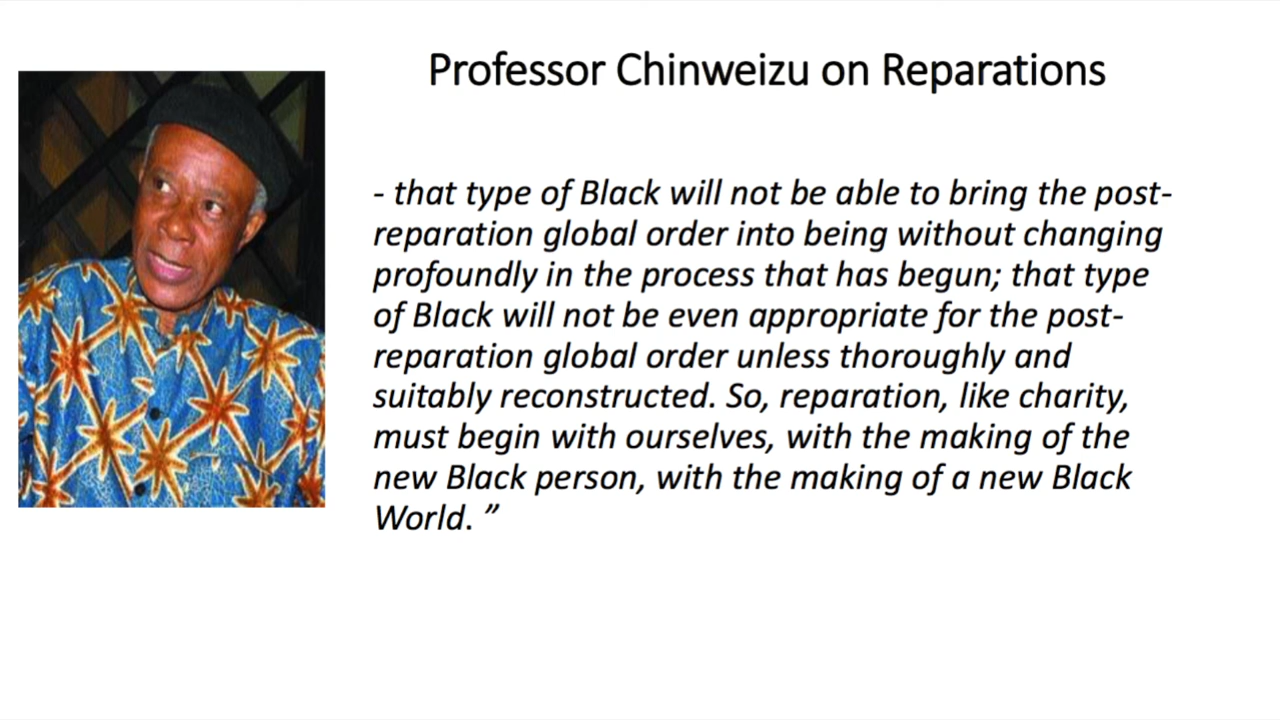 Professor Chinweizu on Reparations
- that type of Black will not be able to bring the post-
reparation global order into being without changing
profoundly in the process that has begun; that type
of Black will not be even appropriate for the post-
reparation global order unless thoroughly and
suitably reconstructed. So, reparation, like charity,
must begin with ourselves, with the making of the
new Black person, with the making of a new Black
World. ”